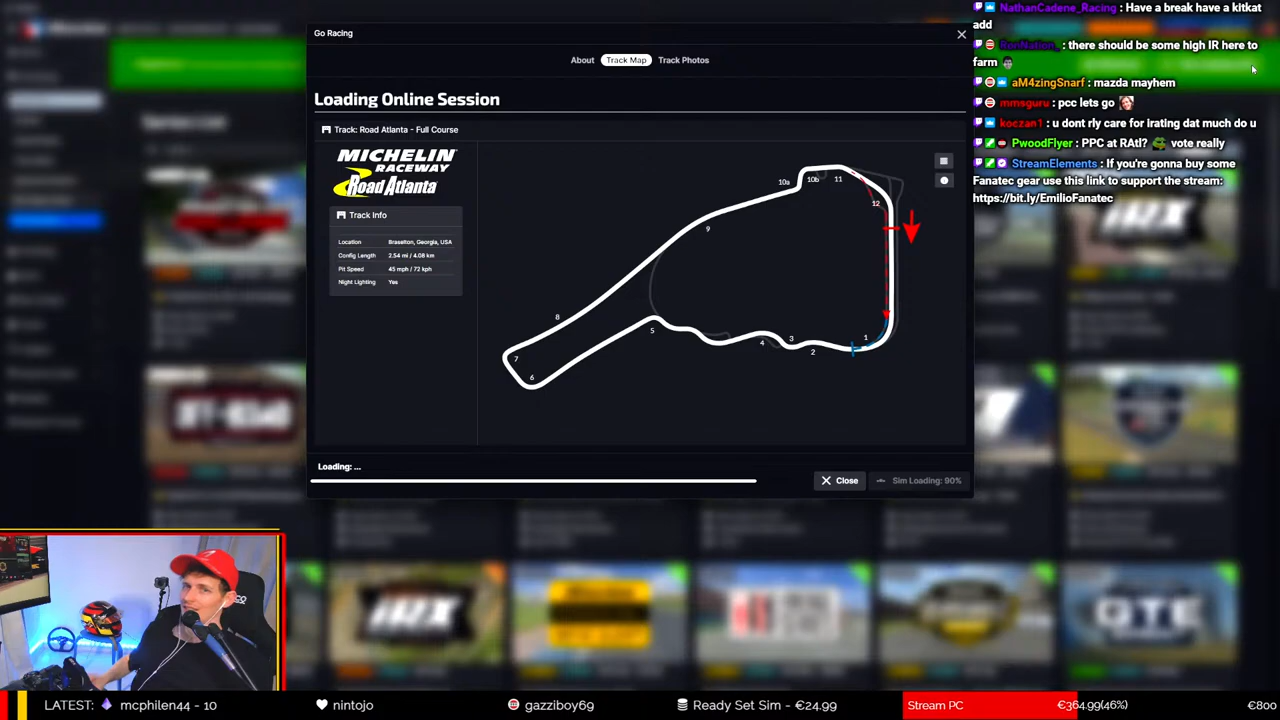 Go Racing
About
Track Map
Track Photos
Loading Online Session
Track: Road Atlanta - Full Course
MICHELIN
RACEWAY
Road Atlanta
Track Info
Location
Braselton, Georgia, USA
Config Length
2.54 mi / 4.08 km
Pit Speed
45 mph / 72 kph
Night Lighting
Yes
10a
10b
11
12
9
8
7
6
5
4
3
2
1
Loading: ...
Close
Sim Loading: 90%
NathanCadene_Racing : Have a break have a kitkat
add
RonNation_ : there should be some high IR here to
farm
aM4zingSnarf : mazda mayhem
mmsguru : pcc lets go
koczan1 : u dont rly care for irating dat much do u
PwoodFlyer : PPC at RAtl? vote really
StreamElements : If you're gonna buy some
Fanatec gear use this link to support the stream:
https://bit.ly/EmilioFanatec
iRX
GTE
LATEST:
mcphilen44 - 10
nintojo
gazziboy69
Ready Set Sim - €24.99
Stream PC
€364.99(46%)
€800